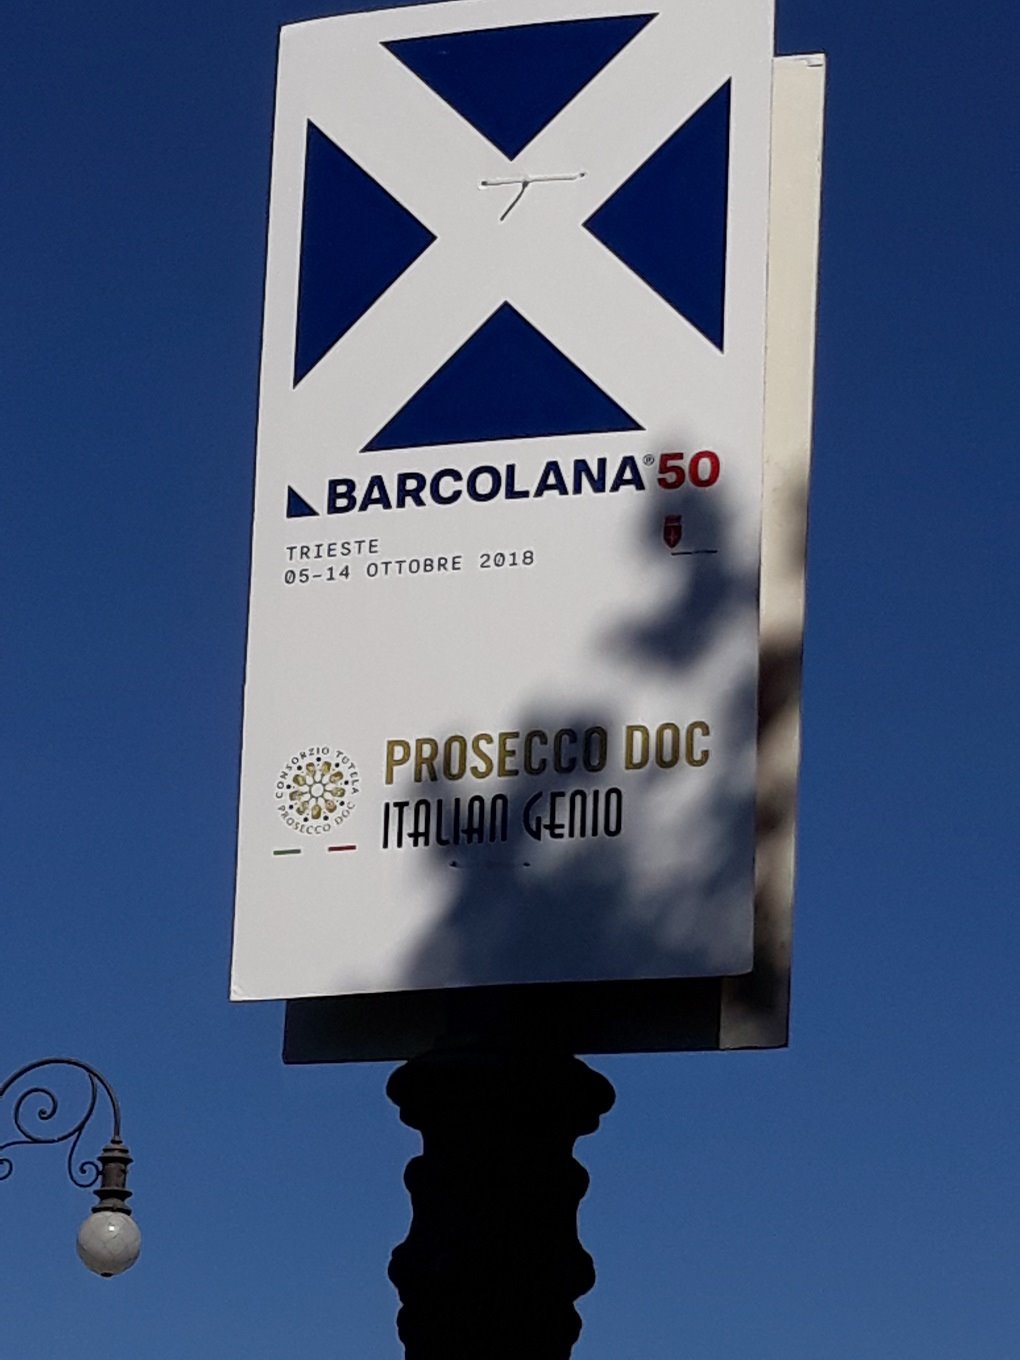 BARCOLANA®50
TRIESTE
05-14 OTTOBRE 2018
CONSORZIO TUTELA
PROSECCO DOC
PROSECCO DOC
ITALIAN GENIO